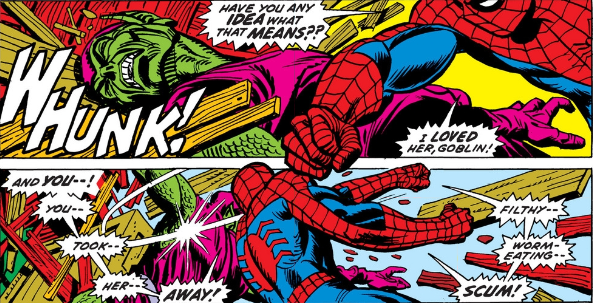 HAVE YOU ANY
IDEA WHAT
THAT MEANS??
WHUNK!
I LOVED
HER, GOBLIN!
AND YOU--!
YOU--
TOOK--
HER--
AWAY!
FILTHY--
WORM-
EATING--
SCUM!